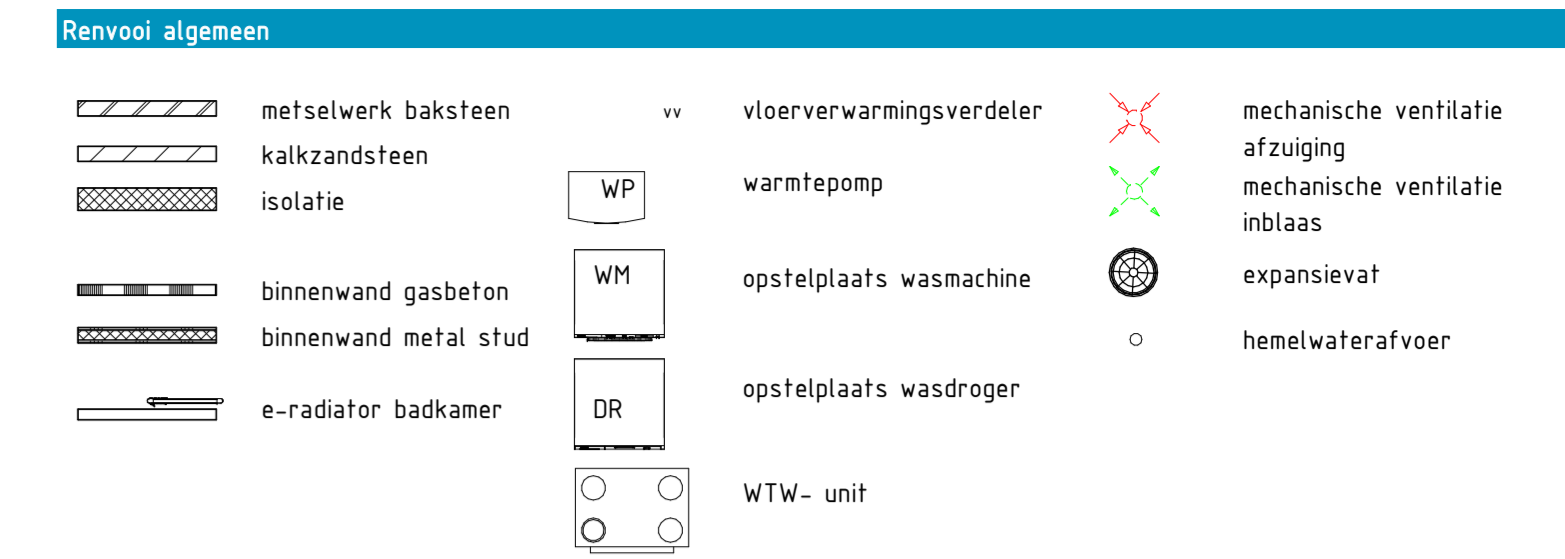 Renvooi algemeen
metselwerk baksteen
kalkzandsteen
isolatie
binnenwand gasbeton
binnenwand metal stud
e-radiator badkamer
vv vloerverwarmingsverdeler
WP warmtepomp
WM opstelplaats wasmachine
DR opstelplaats wasdroger
WTW- unit
mechanische ventilatie
afzuiging
mechanische ventilatie
inblaas
expansievat
hemelwaterafvoer